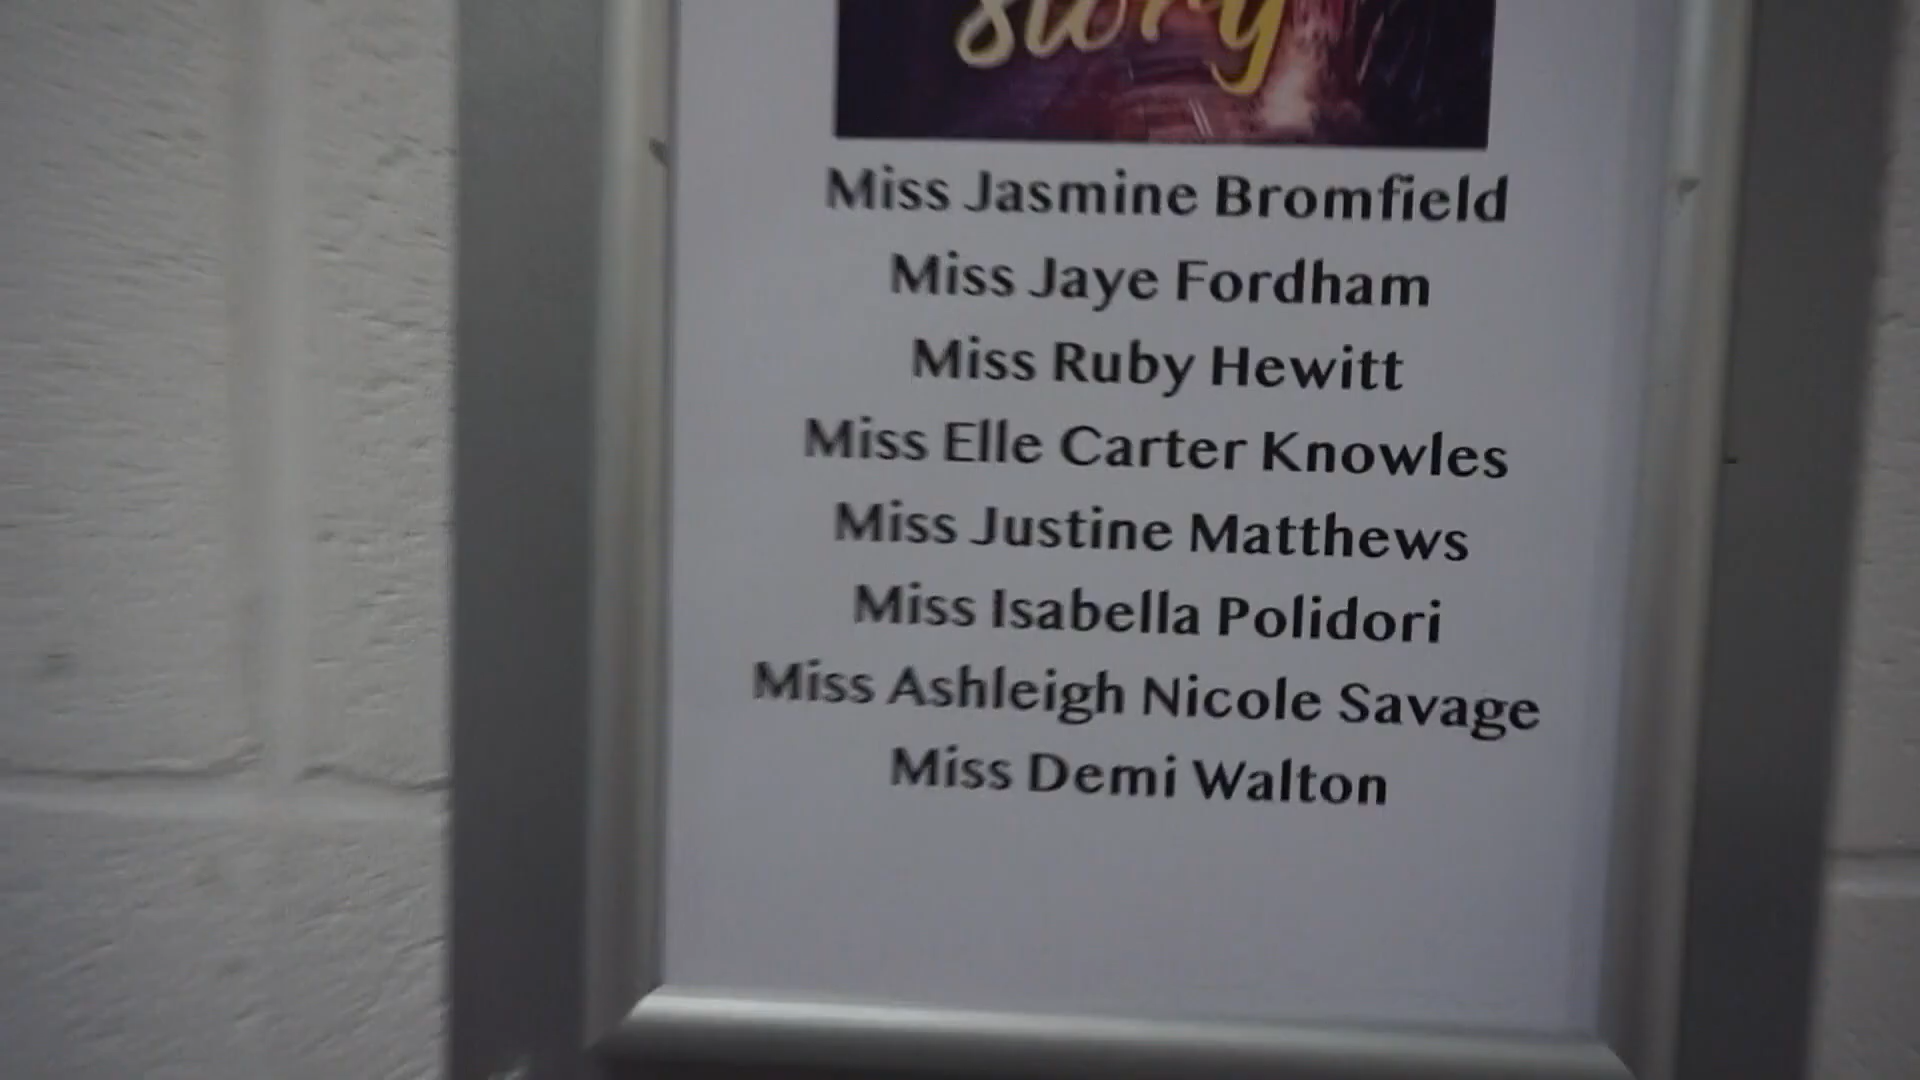 story
Miss Jasmine Bromfield
Miss Jaye Fordham
Miss Ruby Hewitt
Miss Elle Carter Knowles
Miss Justine Matthews
Miss Isabella Polidori
Miss Ashleigh Nicole Savage
Miss Demi Walton